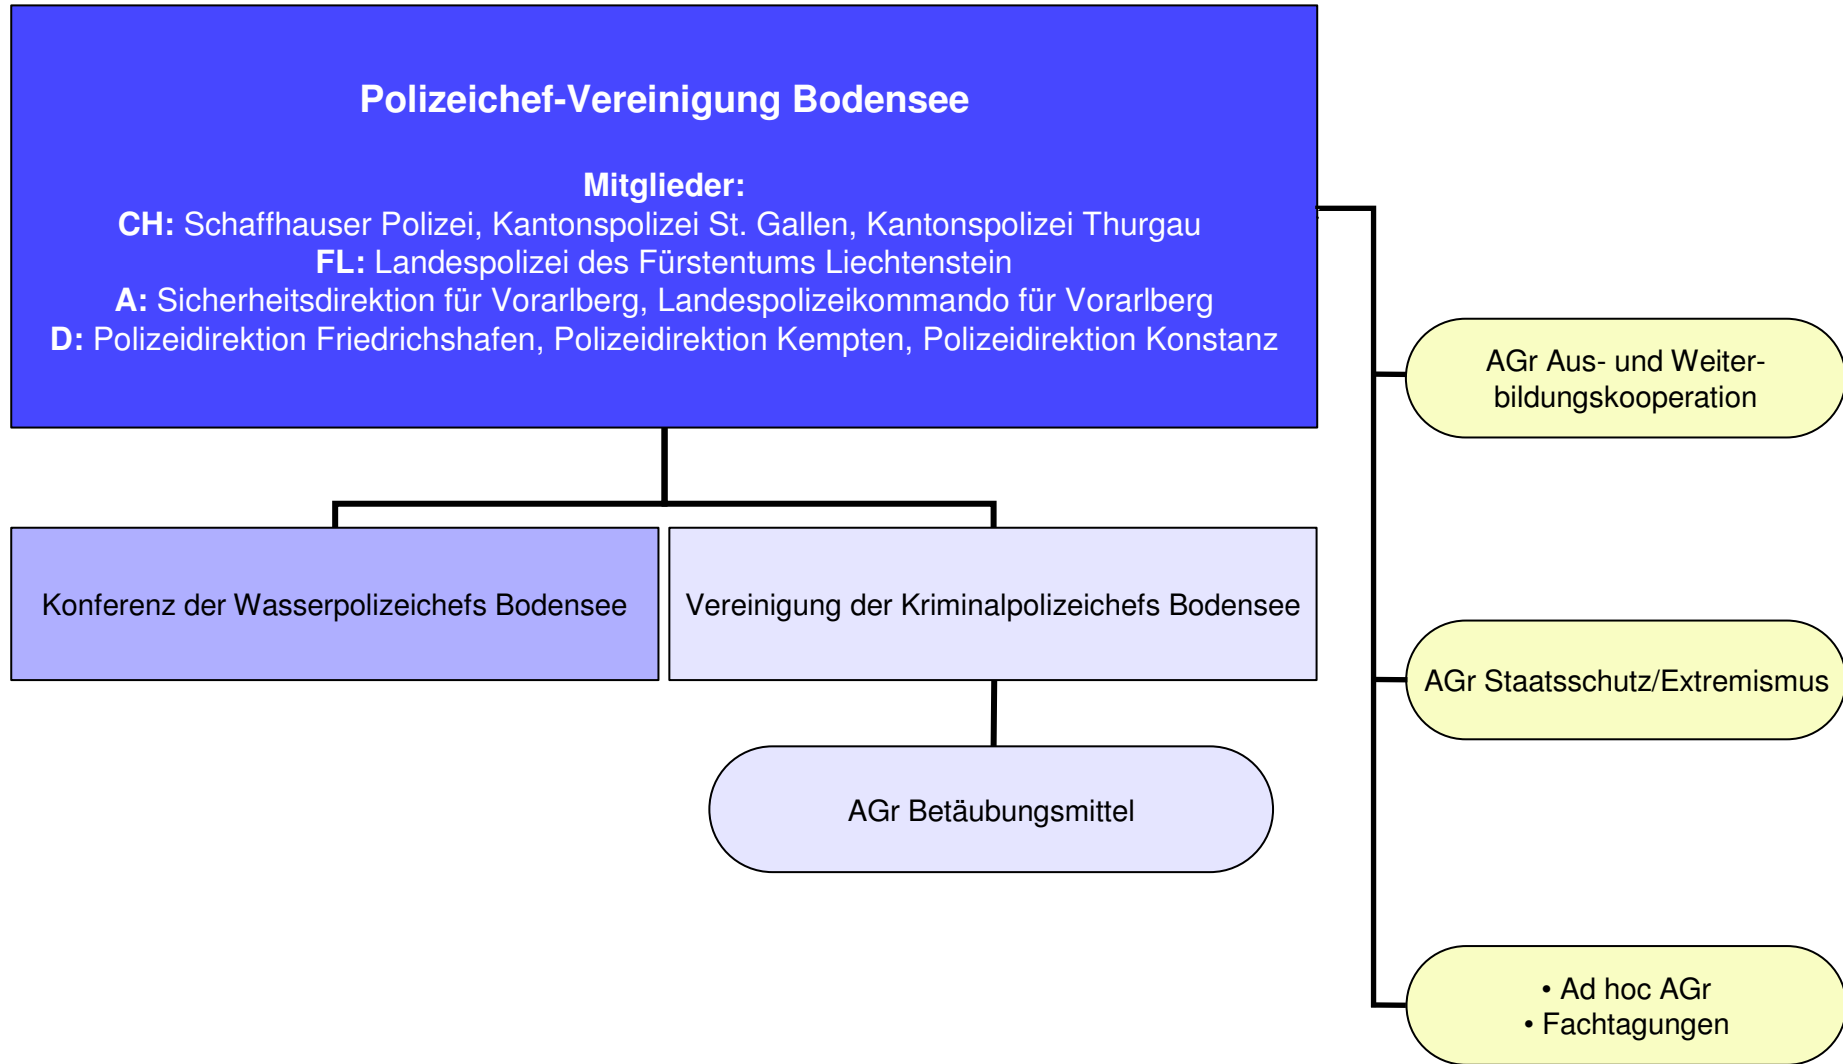 Polizeichef-Vereinigung Bodensee
Mitglieder:
CH: Schaffhauser Polizei, Kantonspolizei St. Gallen, Kantonspolizei Thurgau
FL: Landespolizei des Fürstentums Liechtenstein
A: Sicherheitsdirektion für Vorarlberg, Landespolizeikommando für Vorarlberg
D: Polizeidirektion Friedrichshafen, Polizeidirektion Kempten, Polizeidirektion Konstanz
AGr Aus- und Weiter-
bildungskooperation
Konferenz der Wasserpolizeichefs Bodensee
Vereinigung der Kriminalpolizeichefs Bodensee
AGr Staatsschutz/Extremismus
AGr Betäubungsmittel
• Ad hoc AGr
• Fachtagungen